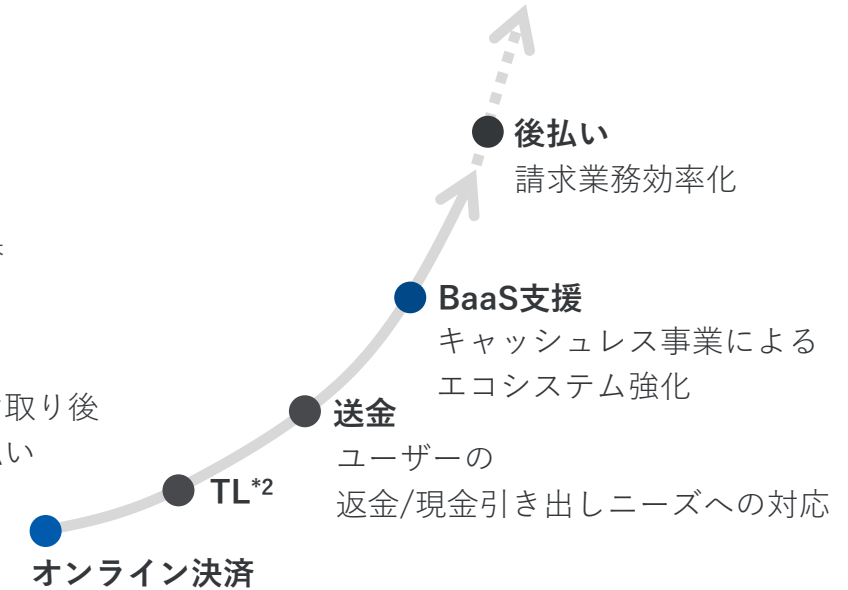 後払い
請求業務効率化
BaaS支援
キャッシュレス事業による
エコシステム強化
取り後
い
送金
ユーザーの
返金/現金引き出しニーズへの対応
TL*2
オンライン決済